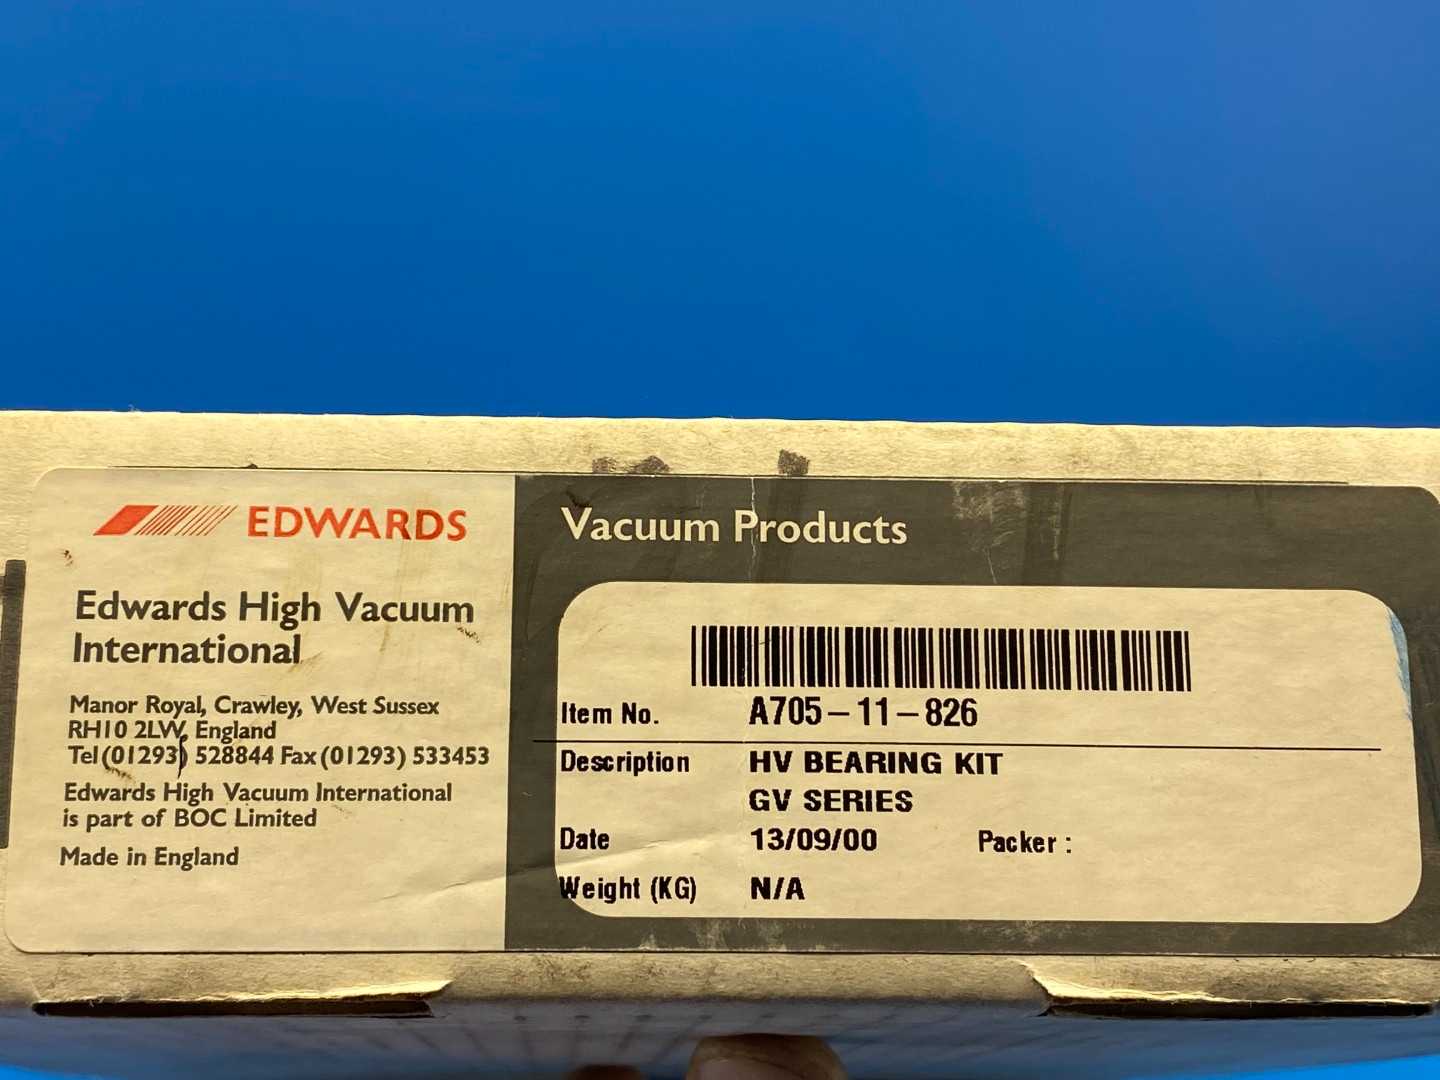 EDWARDS
Edwards High Vacuum
International
Manor Royal, Crawley, West Sussex
RH10 2LW, England
Tel (01293) 528844 Fax (01293) 533453
Edwards High Vacuum International
is part of BOC Limited
Made in England
Vacuum Products
Item No. A705-11-826
Description HV BEARING KIT
GV SERIES
Date 13/09/00 Packer :
Weight (KG) N/A